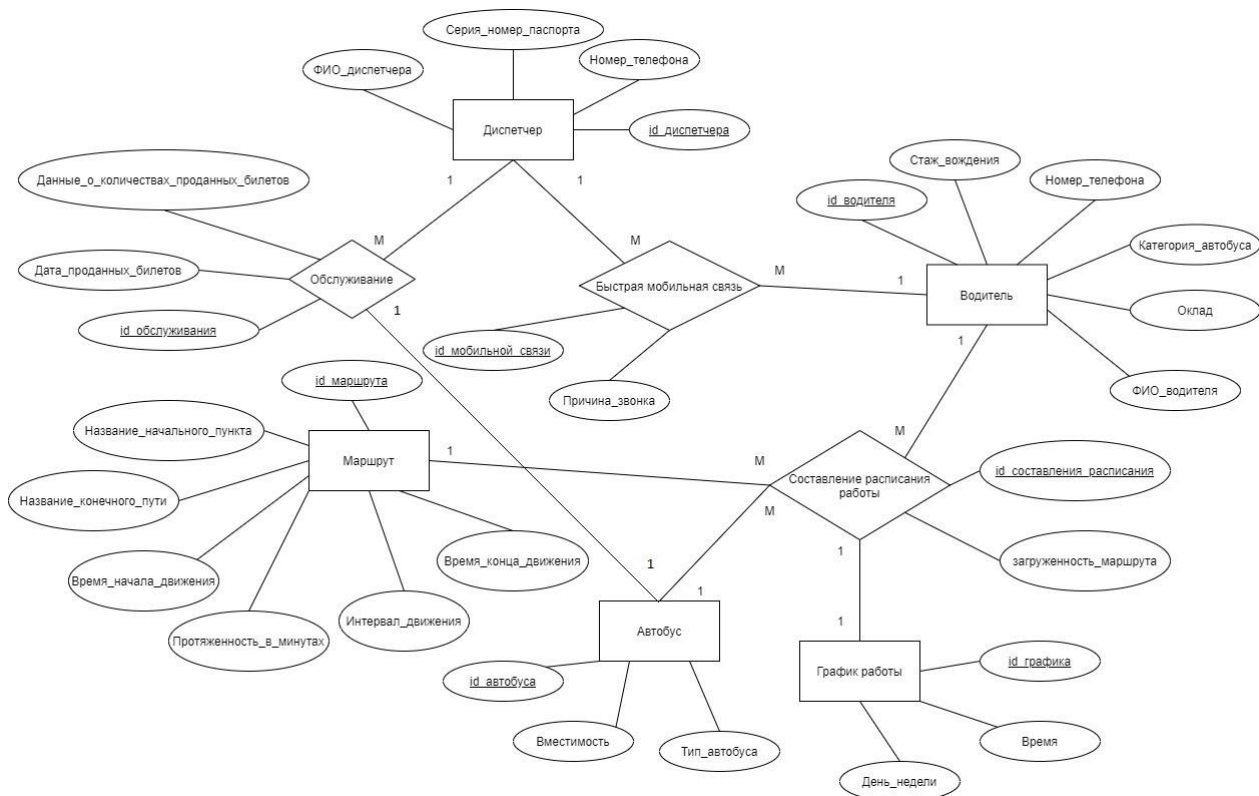 Серия_номер_паспорта
Номер_телефона
ФИО_диспетчера
Диспетчер
id_диспетчера
Стаж_вождения
Данные_о_количествах_проданных_билетов
1
1
Номер_телефона
id_водителя
М
М
Категория_автобуса
Дата_проданных_билетов
Обслуживание
М
Быстрая мобильная связь
1
Водитель
Оклад
id_обслуживания
1
1
id_мобильной_связи
id_маршрута
ФИО_водителя
Причина_звонка
Название_начального_пункта
М
1
М
Маршрут
id_составления_расписания
Составление расписания
работы
Название_конечного_пути
М
1
Время_конца_движения
загруженность_маршрута
1
Время_начала_движения
1
Интервал_движения
1
Автобус
Протяженность_в_минутах
id_графика
График работы
id_автобуса
Вместимость
Время
Тип_автобуса
День_недели